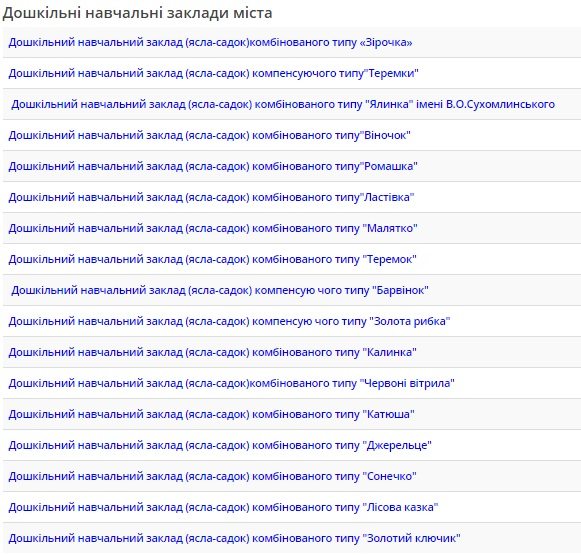 Дошкільні навчальні заклади міста
Дошкільний навчальний заклад (ясла-садок)комбінованого типу «Зірочка»
Дошкільний навчальний заклад (ясла-садок) компенсуючого типу"Теремки"
Дошкільний навчальний заклад (ясла-садок) комбінованого типу "Ялинка" імені В.О.Сухомлинського
Дошкільний навчальний заклад (ясла-садок) комбінованого типу"Віночок"
Дошкільний навчальний заклад (ясла-садок) комбінованого типу"Ромашка"
Дошкільний навчальний заклад (ясла-садок) комбінованого типу"Ластівка"
Дошкільний навчальний заклад (ясла-садок) комбінованого типу "Малятко"
Дошкільний навчальний заклад (ясла-садок) комбінованого типу "Теремок"
Дошкільний навчальний заклад (ясла-садок) компенсую чого типу "Барвінок"
Дошкільний навчальний заклад (ясла-садок) компенсую чого типу "Золота рибка"
Дошкільний навчальний заклад (ясла-садок) комбінованого типу "Калинка"
Дошкільний навчальний заклад (ясла-садок)комбінованого типу "Червоні вітрила"
Дошкільний навчальний заклад (ясла-садок) комбінованого типу "Катюша"
Дошкільний навчальний заклад (ясла-садок) комбінованого типу "Джерельце"
Дошкільний навчальний заклад (ясла-садок) комбінованого типу "Сонечко"
Дошкільний навчальний заклад (ясла-садок) комбінованого типу "Лісова казка"
Дошкільний навчальний заклад (ясла-садок) комбінованого типу "Золотий ключик"